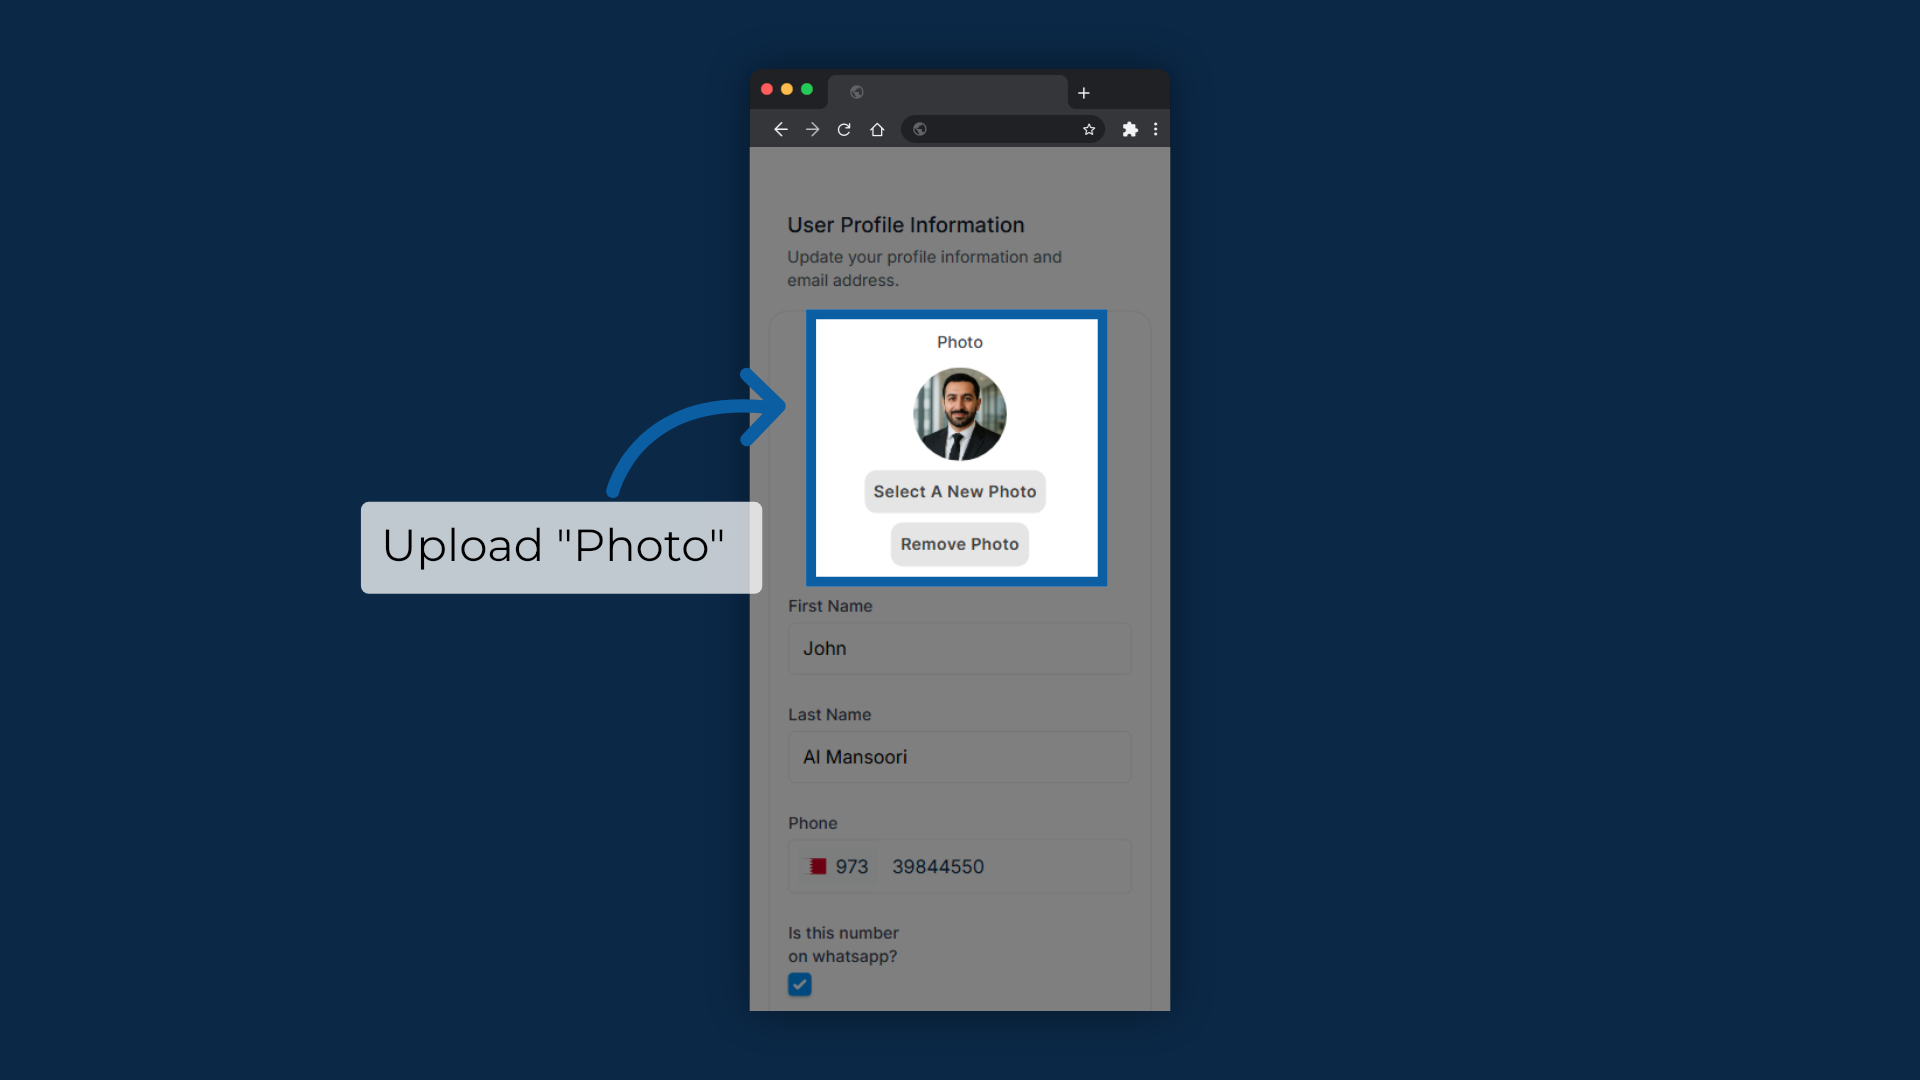 User Profile Information
Update your profile information and
email address.
Photo
Select A New Photo
Remove Photo
Upload "Photo"
First Name
John
Last Name
Al Mansoori
Phone
973 39844550
Is this number
on whatsapp?